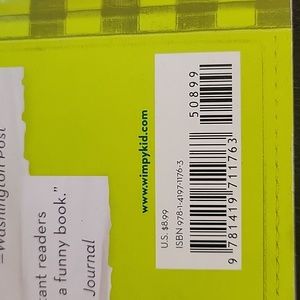 –Washington Post
cant readers
a funny book.”
Journal
www.wimpykid.com
50899
U.S. $8.99
ISBN 978-1-4197-1176-3
9 781419 711763